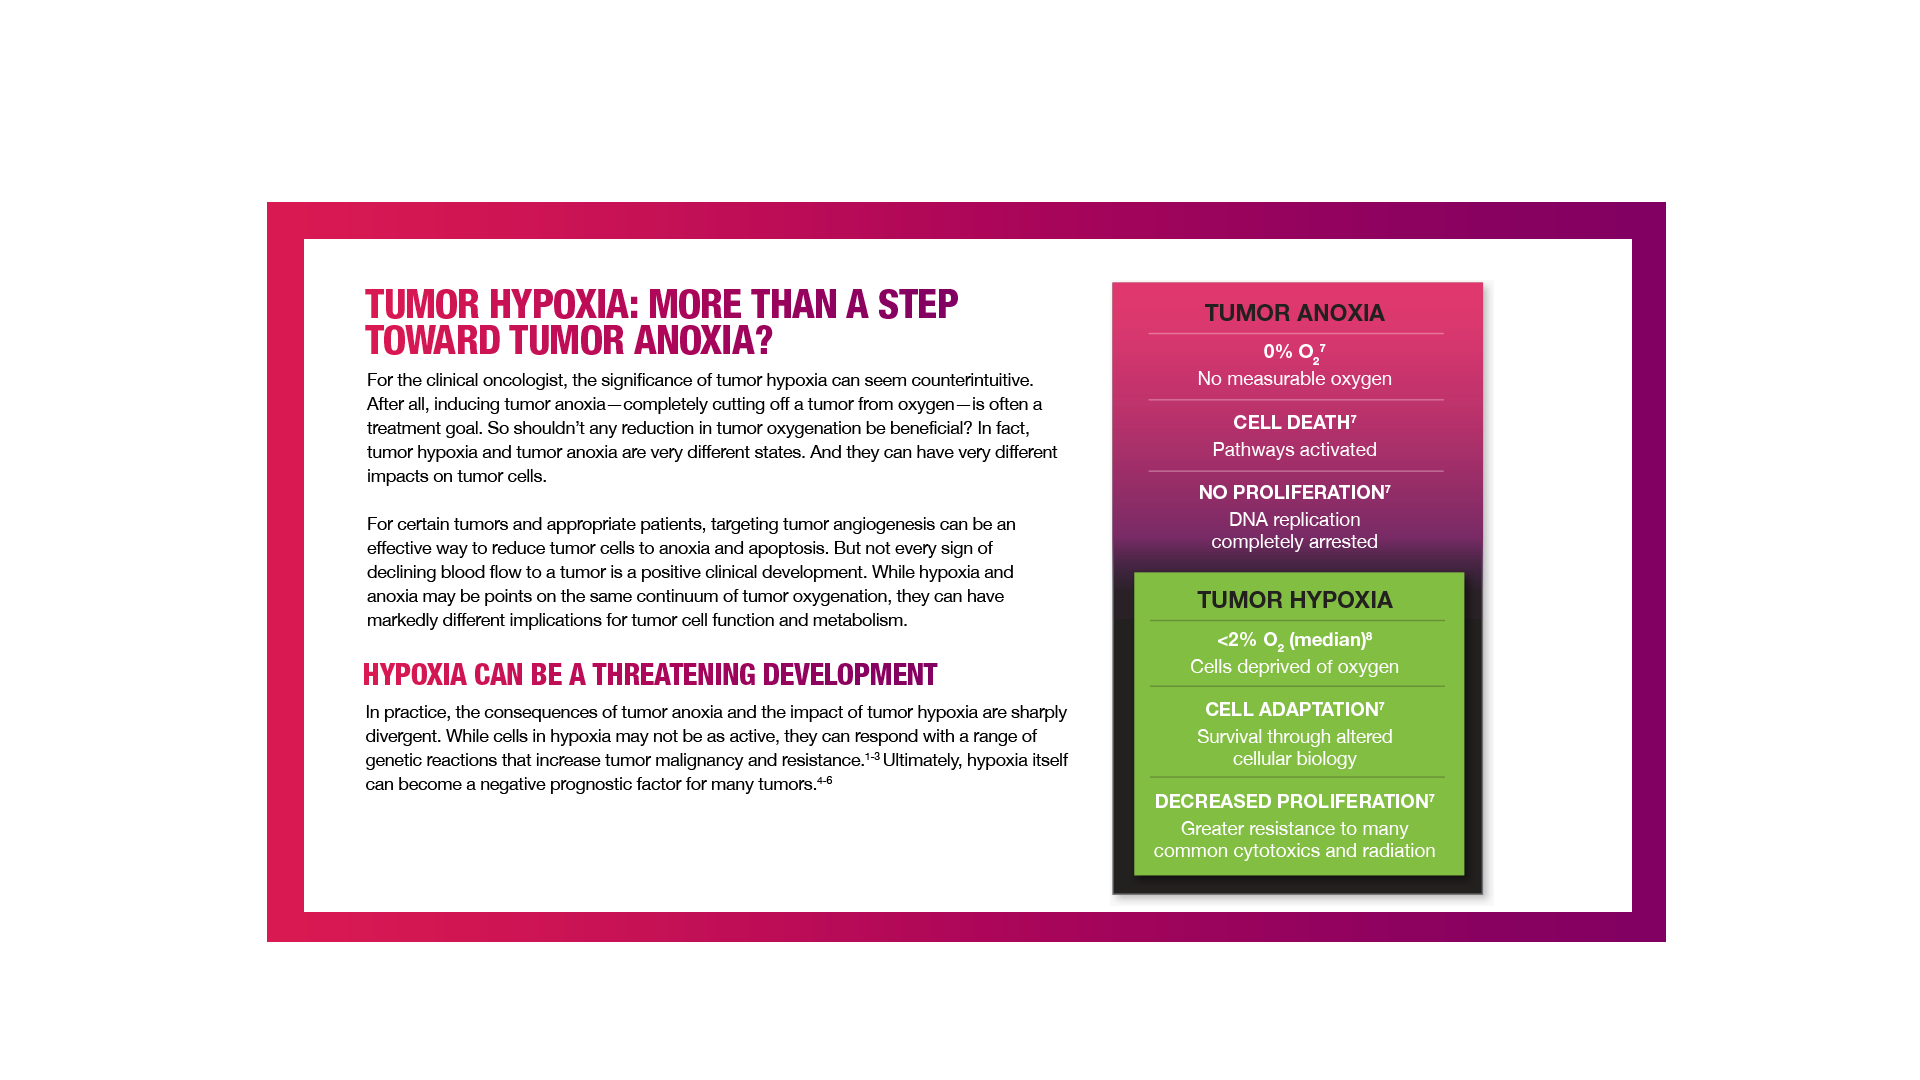 TUMOR HYPOXIA: MORE THAN A STEP
TOWARD TUMOR ANOXIA?
For the clinical oncologist, the significance of tumor hypoxia can seem counterintuitive.
After all, inducing tumor anoxia—completely cutting off a tumor from oxygen—is often a
treatment goal. So shouldn’t any reduction in tumor oxygenation be beneficial? In fact,
tumor hypoxia and tumor anoxia are very different states. And they can have very different
impacts on tumor cells.
For certain tumors and appropriate patients, targeting tumor angiogenesis can be an
effective way to reduce tumor cells to anoxia and apoptosis. But not every sign of
declining blood flow to a tumor is a positive clinical development. While hypoxia and
anoxia may be points on the same continuum of tumor oxygenation, they can have
markedly different implications for tumor cell function and metabolism.
HYPOXIA CAN BE A THREATENING DEVELOPMENT
In practice, the consequences of tumor anoxia and the impact of tumor hypoxia are sharply
divergent. While cells in hypoxia may not be as active, they can respond with a range of
genetic reactions that increase tumor malignancy and resistance.¹⁻³ Ultimately, hypoxia itself
can become a negative prognostic factor for many tumors.⁴⁻⁶
TUMOR ANOXIA
0% O₂⁷
No measurable oxygen
CELL DEATH⁷
Pathways activated
NO PROLIFERATION⁷
DNA replication
completely arrested
TUMOR HYPOXIA
<2% O₂ (median)⁸
Cells deprived of oxygen
CELL ADAPTATION⁷
Survival through altered
cellular biology
DECREASED PROLIFERATION⁷
Greater resistance to many
common cytotoxics and radiation